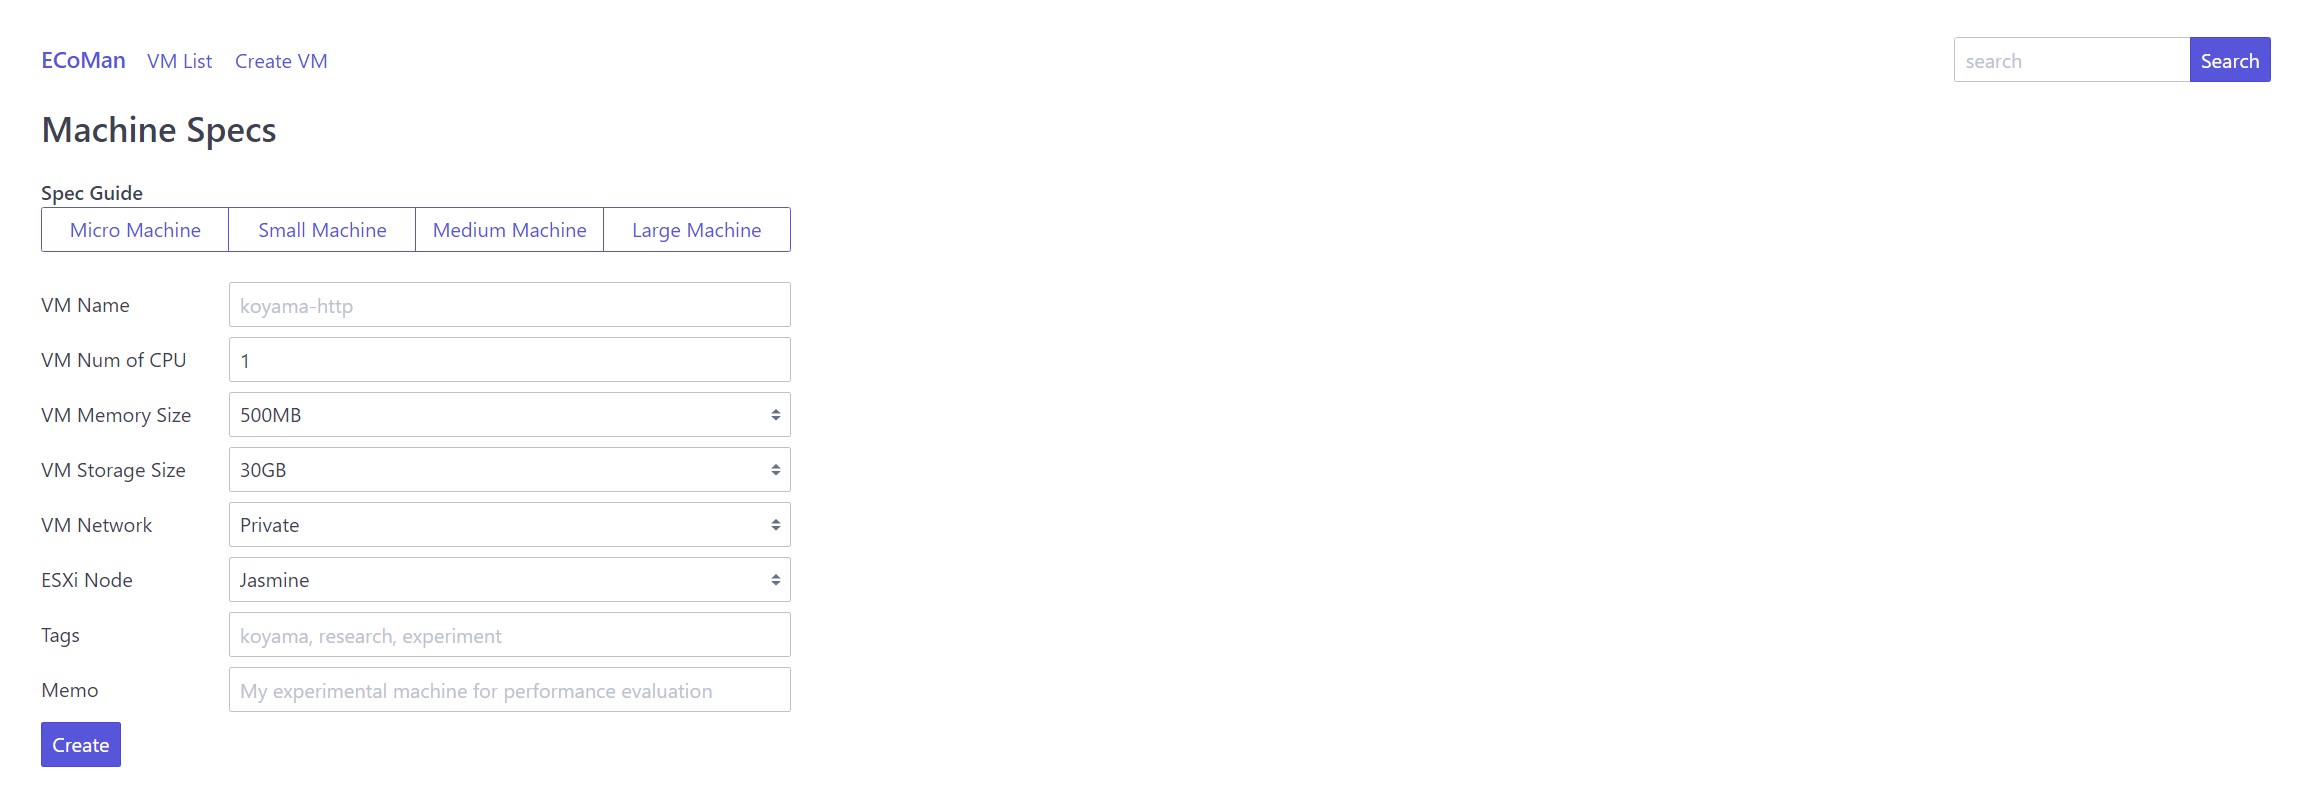 ECoMan VM List Create VM search Search
Machine Specs
Spec Guide
Micro Machine Small Machine Medium Machine Large Machine
VM Name koyama-http
VM Num of CPU 1
VM Memory Size 500MB
VM Storage Size 30GB
VM Network Private
ESXi Node Jasmine
Tags koyama, research, experiment
Memo My experimental machine for performance evaluation
Create